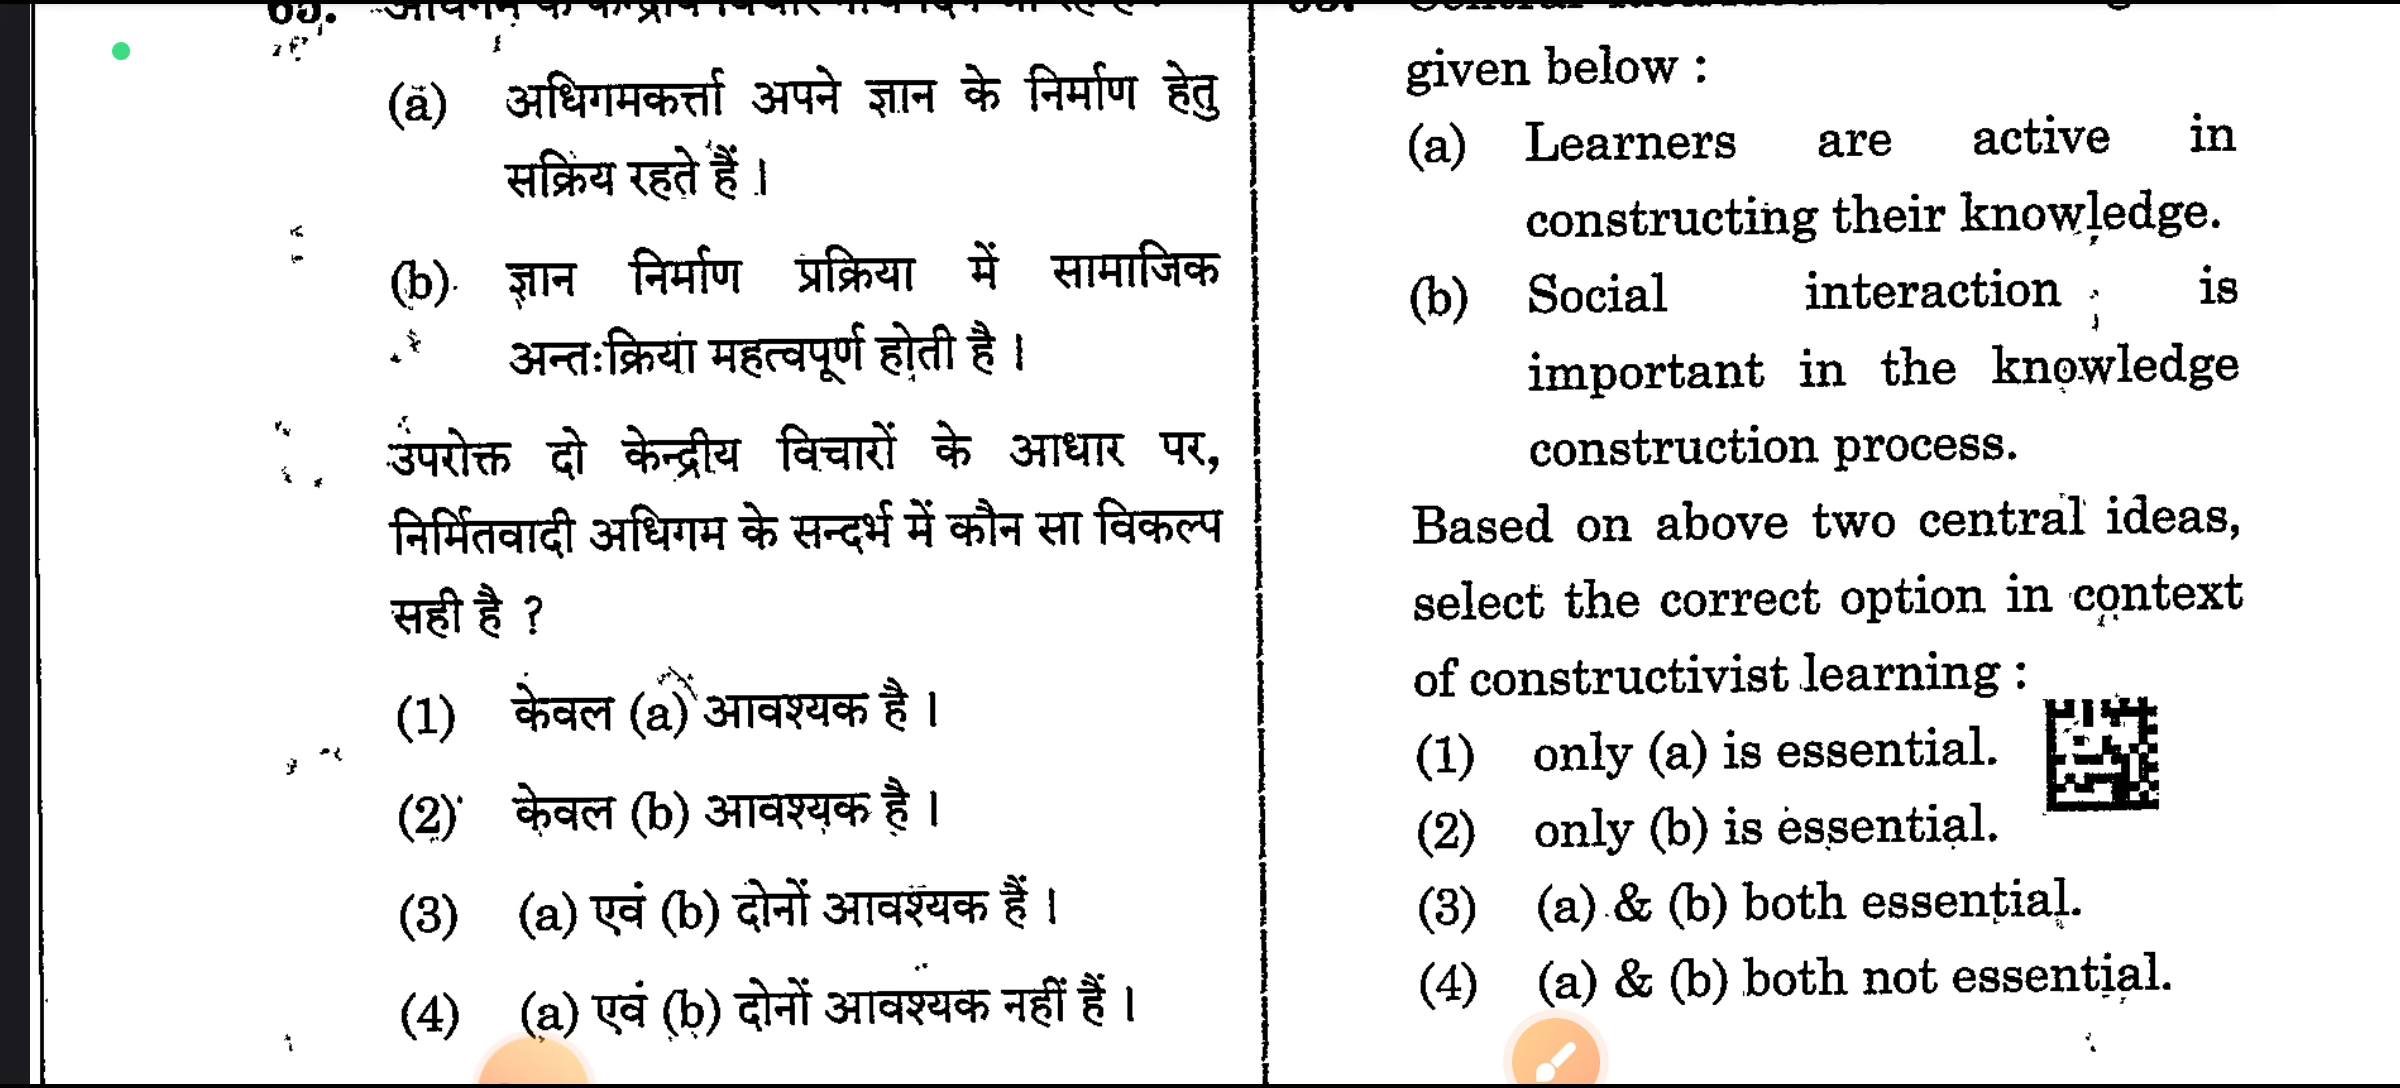 65.
(a) अधिगमकर्त्ता अपने ज्ञान के निर्माण हेतु
सक्रिय रहते हैं ।
(b) ज्ञान निर्माण प्रक्रिया में सामाजिक
अन्तःक्रिया महत्वपूर्ण होती है ।
उपरोक्त दो केन्द्रीय विचारों के आधार पर,
निर्मितवादी अधिगम के सन्दर्भ में कौन सा विकल्प
सही है ?
(1) केवल (a) आवश्यक है ।
(2) केवल (b) आवश्यक है ।
(3) (a) एवं (b) दोनों आवश्यक हैं ।
(4) (a) एवं (b) दोनों आवश्यक नहीं हैं ।
given below :
(a) Learners are active in
constructing their knowledge.
(b) Social interaction is
important in the knowledge
construction process.
Based on above two central ideas,
select the correct option in context
of constructivist learning :
(1) only (a) is essential.
(2) only (b) is essential.
(3) (a) & (b) both essential.
(4) (a) & (b) both not essential.